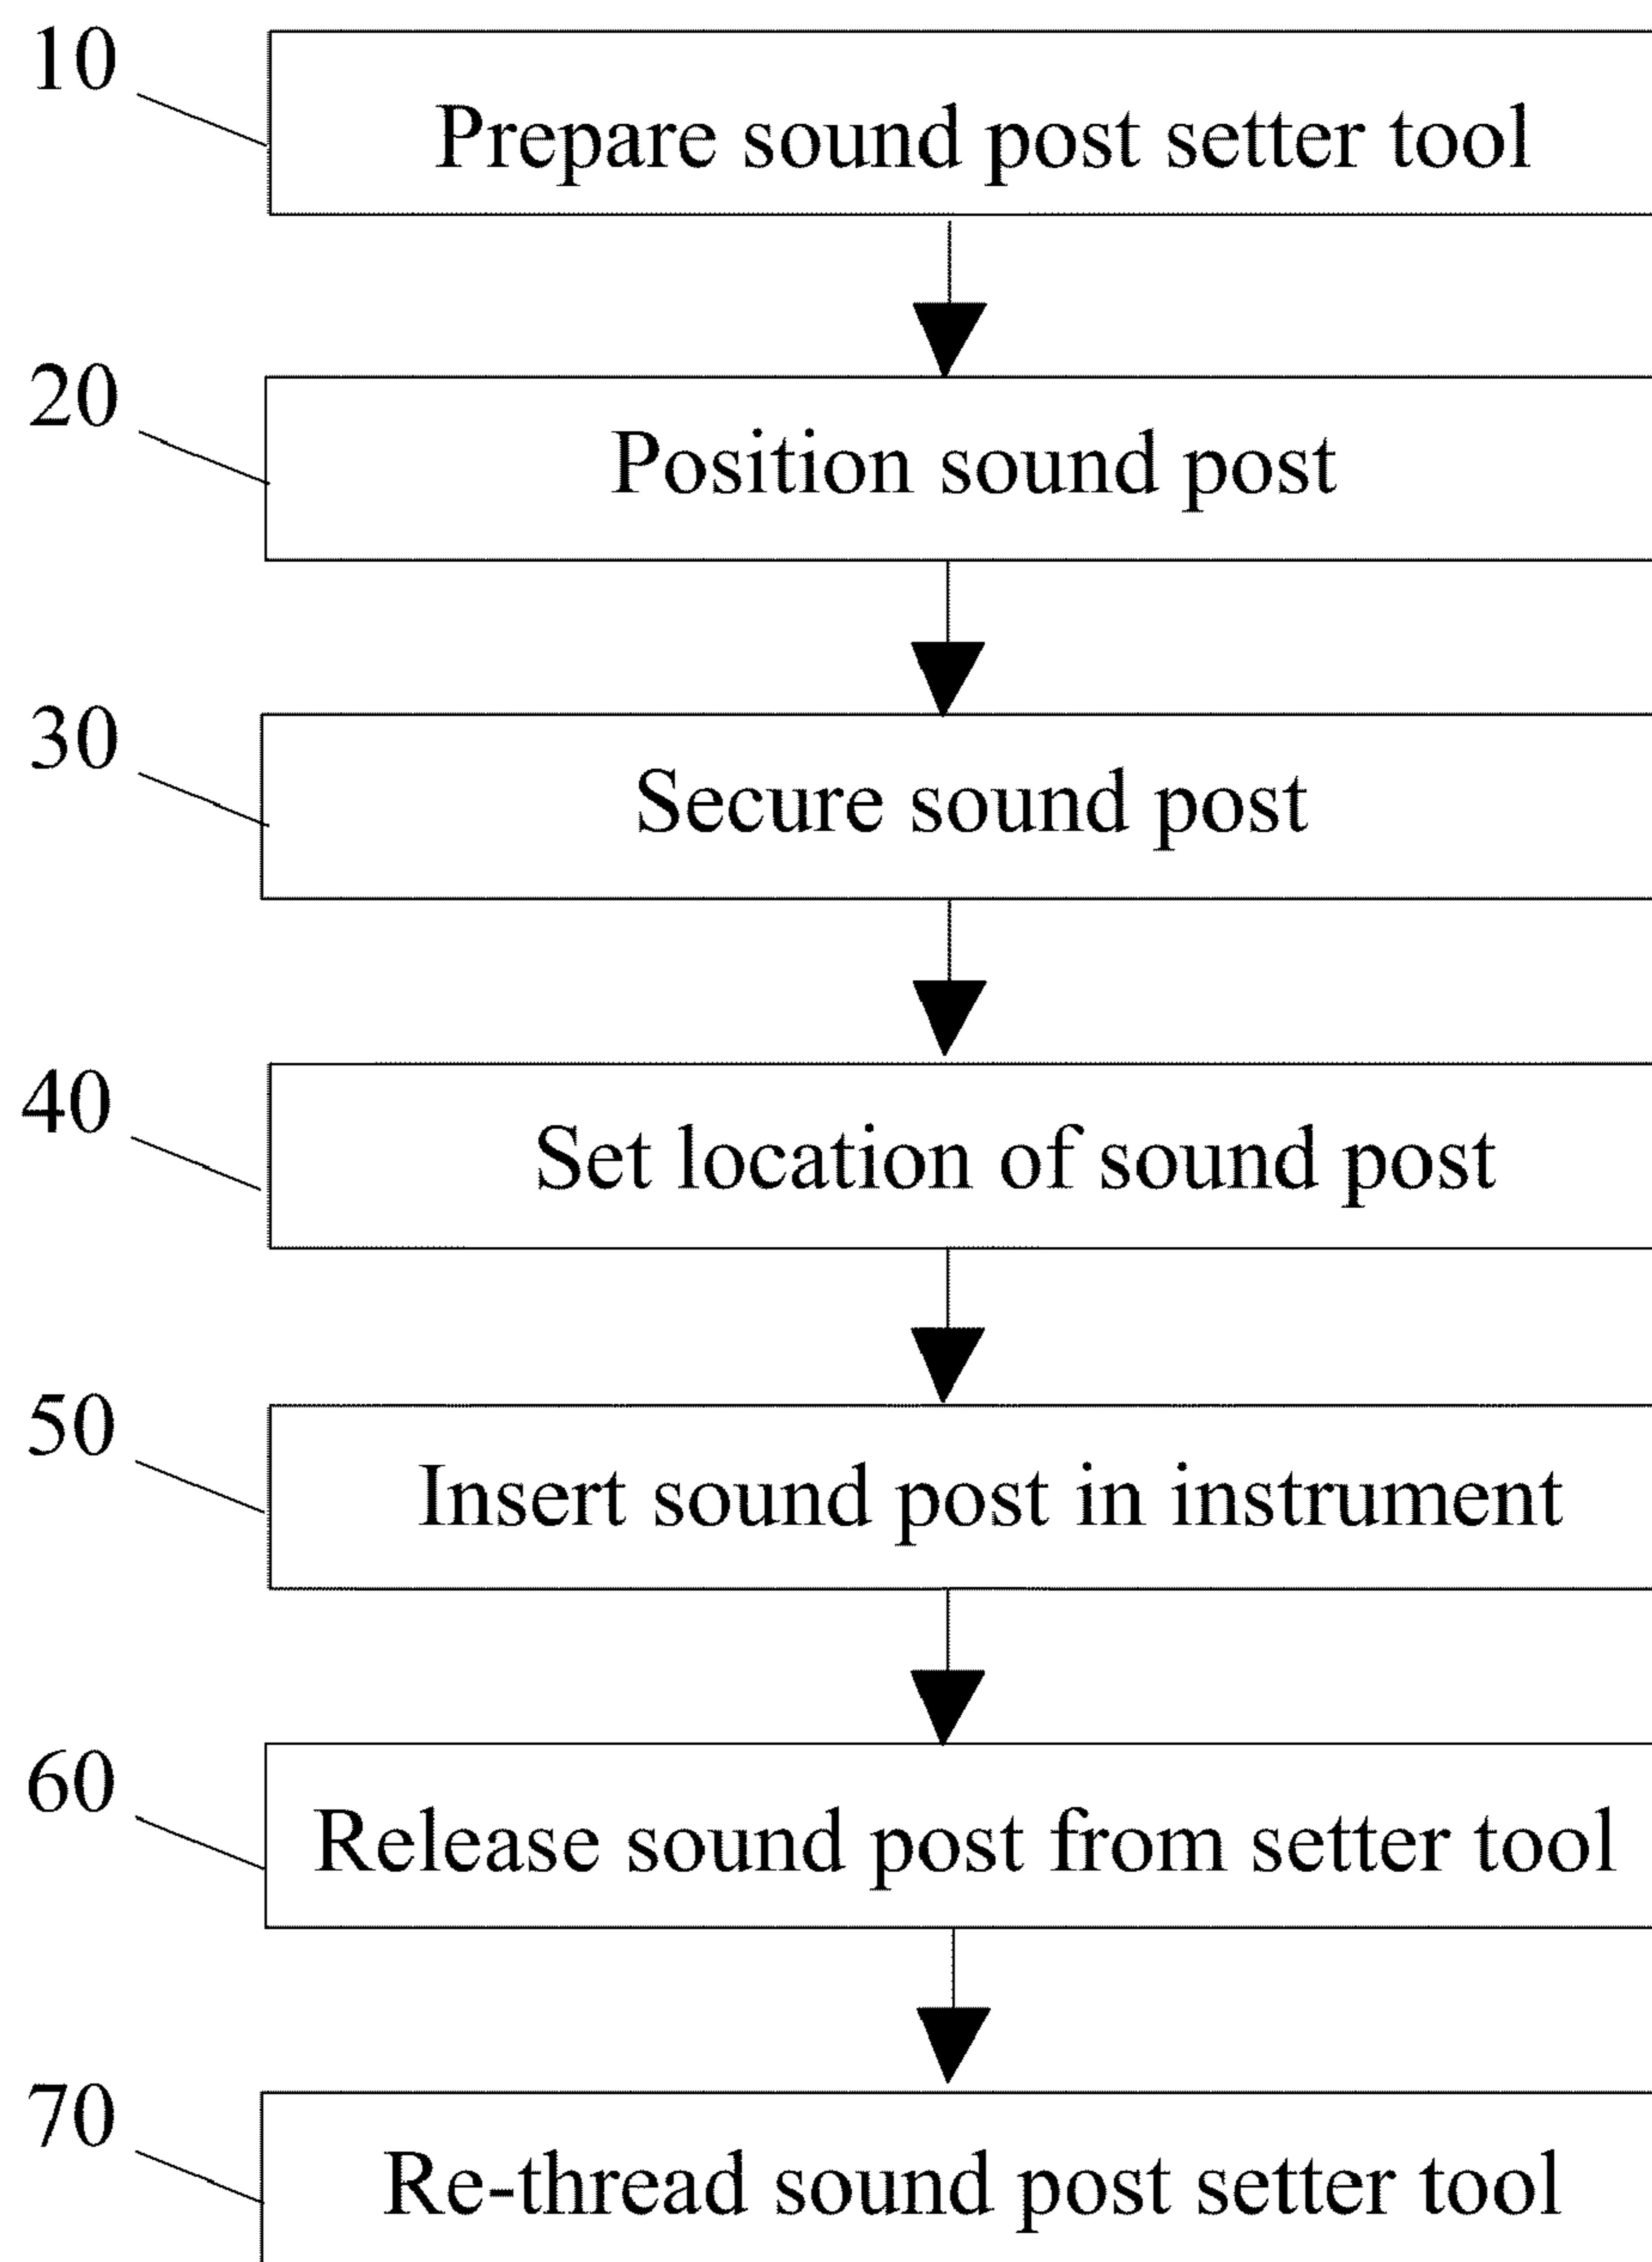 10
Prepare sound post setter tool
20
Position sound post
30
Secure sound post
40
Set location of sound post
50
Insert sound post in instrument
60
Release sound post from setter tool
70
Re-thread sound post setter tool